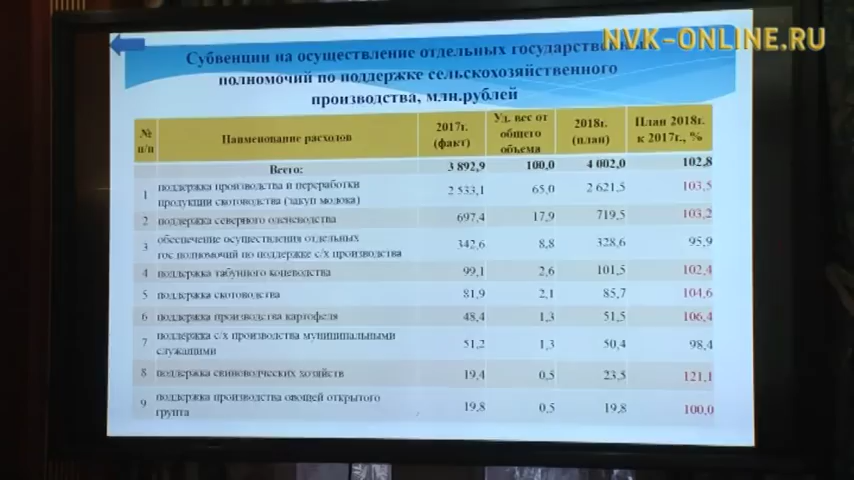 NVK-ONLINE.RU
Субвенции на осуществление отдельных государственных
полномочий по поддержке сельскохозяйственного
производства, млн.рублей
№ п/п Наименование расходов 2017г. (факт) Уд. вес от общего объема 2018г. (план) План 2018г. к 2017г., %
Всего: 3 892,9 100,0 4 002,0 102,8
1 поддержка производства и переработки
продукции скотоводства (закуп молока) 2 533,1 65,0 2 621,5 103,5
2 поддержка северного оленеводства 697,4 17,9 719,5 103,2
3 обеспечение осуществления отдельных
гос.полномочий по поддержке с/х производства 342,6 8,8 328,6 95,9
4 поддержка табунного коневодства 99,1 2,6 101,5 102,4
5 поддержка скотоводства 81,9 2,1 85,7 104,6
6 поддержка производства картофеля 48,4 1,3 51,5 106,4
7 поддержка с/х производства муниципальными
служащими 51,2 1,3 50,4 98,4
8 поддержка свиноводческих хозяйств 19,4 0,5 23,5 121,1
9 поддержка производства овощей открытого
грунта 19,8 0,5 19,8 100,0